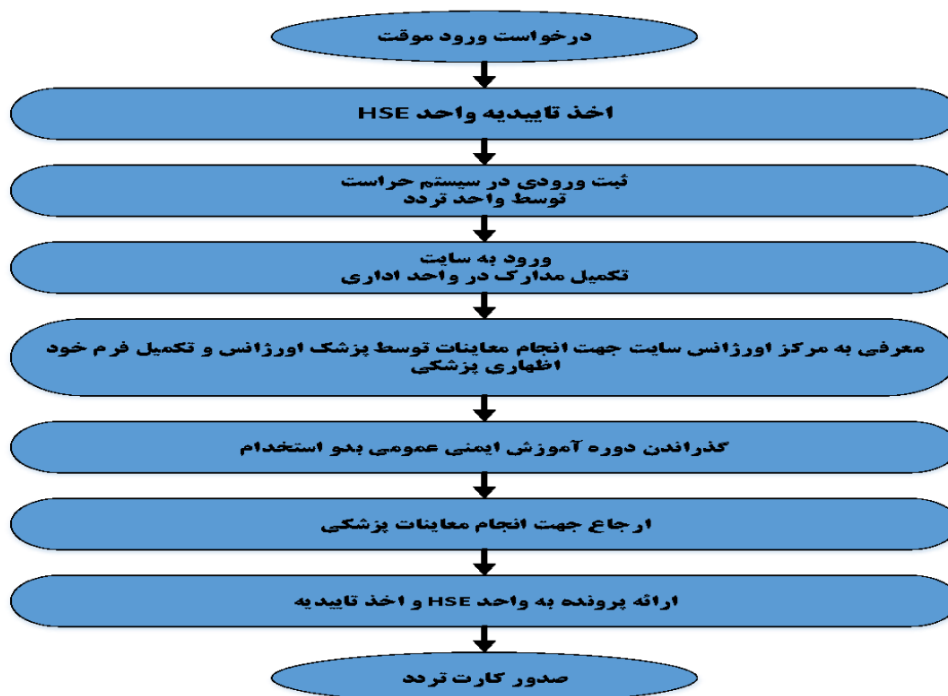 درخواست ورود موقت
اخذ تاییدیه واحد HSE
ثبت ورودی در سیستم حراست
توسط واحد تردد
ورود به سایت
تکمیل مدارک در واحد اداری
معرفی به مرکز اورژانس سایت جهت انجام معاینات توسط پزشک اورژانس و تکمیل فرم خود
اظهاری پزشکی
گذراندن دوره آموزش ایمنی عمومی بدو استخدام
ارجاع جهت انجام معاینات پزشکی
ارائه پرونده به واحد HSE و اخذ تاییدیه
صدور کارت تردد